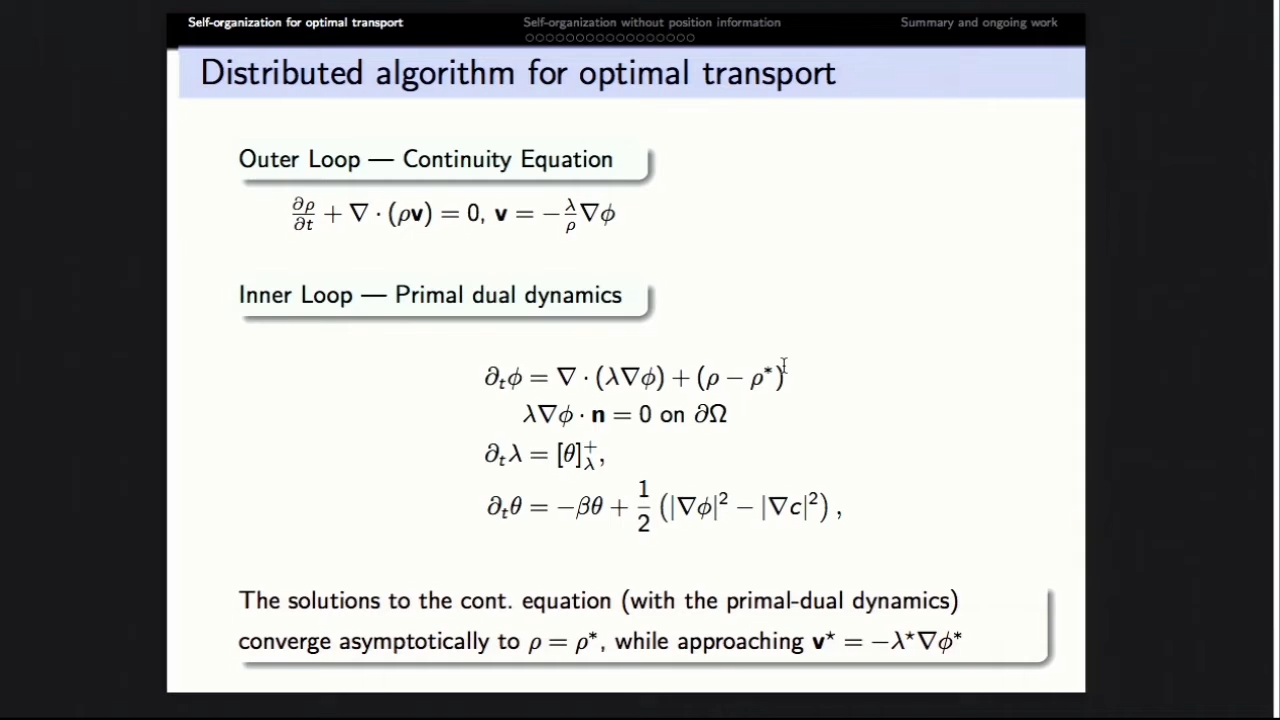 Self-organization for optimal transport Self-organization without position information Summary and ongoing work
Distributed algorithm for optimal transport
Outer Loop — Continuity Equation
∂ρ/∂t + ∇ · (ρv) = 0, v = −λ/ρ ∇ϕ
Inner Loop — Primal dual dynamics
∂ₜϕ = ∇ · (λ∇ϕ) + (ρ − ρ*)
λ∇ϕ · n = 0 on ∂Ω
∂ₜλ = [θ]⁺_λ,
∂ₜθ = −βθ + 1/2 (|∇ϕ|² − |∇c|²) ,
The solutions to the cont. equation (with the primal-dual dynamics)
converge asymptotically to ρ = ρ*, while approaching v* = −λ*∇ϕ*